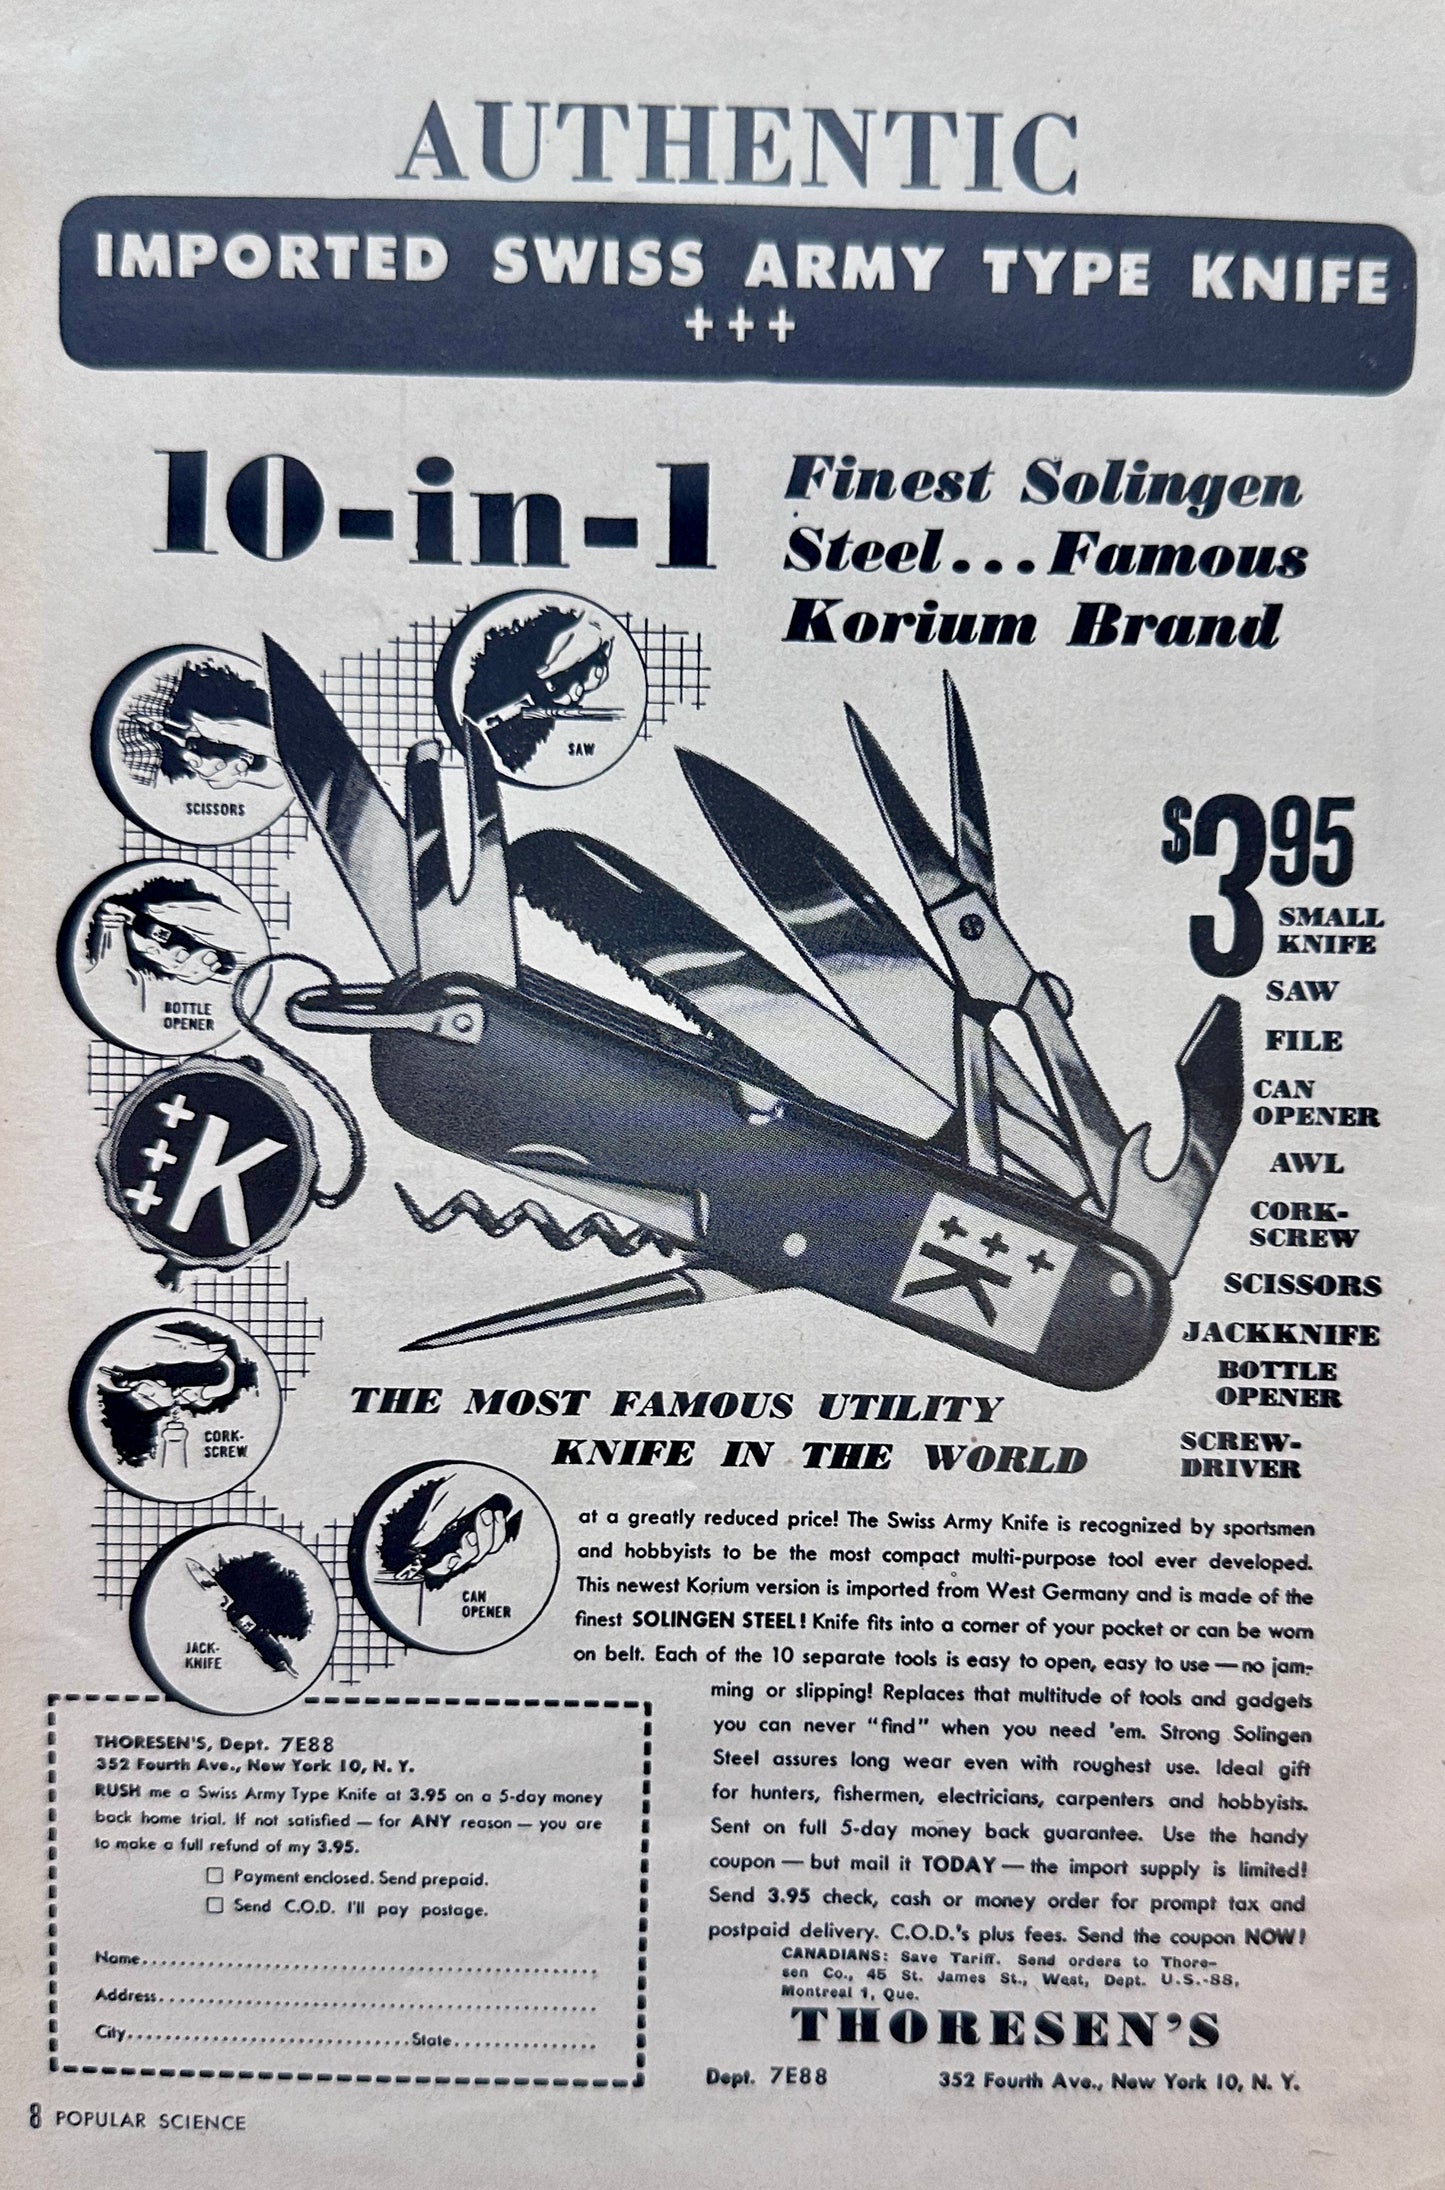 AUTHENTIC
IMPORTED SWISS ARMY TYPE KNIFE
+++
10-in-1
Finest Solingen
Steel...Famous
Korium Brand
SAW
SCISSORS
$3.95
SMALL
KNIFE
SAW
FILE
CAN
OPENER
AWL
CORK-
SCREW
SCISSORS
JACKKNIFE
BOTTLE
OPENER
SCREW-
DRIVER
BOTTLE
OPENER
+++K
+++K
CORK-
SCREW
CAN
OPENER
JACK-
KNIFE
THE MOST FAMOUS UTILITY
KNIFE IN THE WORLD
at a greatly reduced price! The Swiss Army Knife is recognized by sportsmen
and hobbyists to be the most compact multi-purpose tool ever developed.
This newest Korium version is imported from West Germany and is made of the
finest SOLINGEN STEEL! Knife fits into a corner of your pocket or can be worn
on belt. Each of the 10 separate tools is easy to open, easy to use — no jam-
ming or slipping! Replaces that multitude of tools and gadgets
you can never "find" when you need 'em. Strong Solingen
Steel assures long wear even with roughest use. Ideal gift
for hunters, fishermen, electricians, carpenters and hobbyists.
Sent on full 5-day money back guarantee. Use the handy
coupon — but mail it TODAY — the import supply is limited!
Send 3.95 check, cash or money order for prompt tax and
postpaid delivery. C.O.D.'s plus fees. Send the coupon NOW!
CANADIANS: Save Tariff. Send orders to Thore-
sen Co., 45 St. James St., West, Dept. U.S.-88,
Montreal 1, Que.
THORESEN'S
Dept. 7E88 352 Fourth Ave., New York 10, N. Y.
THORESEN'S, Dept. 7E88
352 Fourth Ave., New York 10, N. Y.
RUSH me a Swiss Army Type Knife at 3.95 on a 5-day money
back home trial. If not satisfied — for ANY reason — you are
to make a full refund of my 3.95.
☐ Payment enclosed. Send prepaid.
☐ Send C.O.D. I'll pay postage.
Name
Address
City State
8 POPULAR SCIENCE